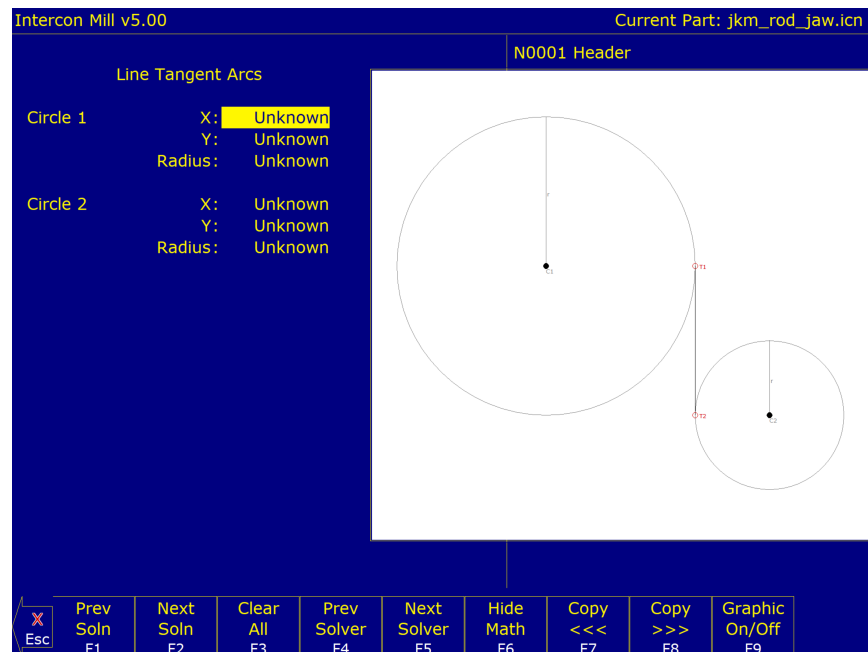 Intercon Mill v5.00
Current Part: jkm_rod_jaw.icn
N0001 Header
Line Tangent Arcs
Circle 1 X: Unknown
Y: Unknown
Radius: Unknown
Circle 2 X: Unknown
Y: Unknown
Radius: Unknown
r
C1
T1
r
T2
C2
X Esc
Prev Soln F1
Next Soln F2
Clear All F3
Prev Solver F4
Next Solver F5
Hide Math F6
Copy <<< F7
Copy >>> F8
Graphic On/Off F9